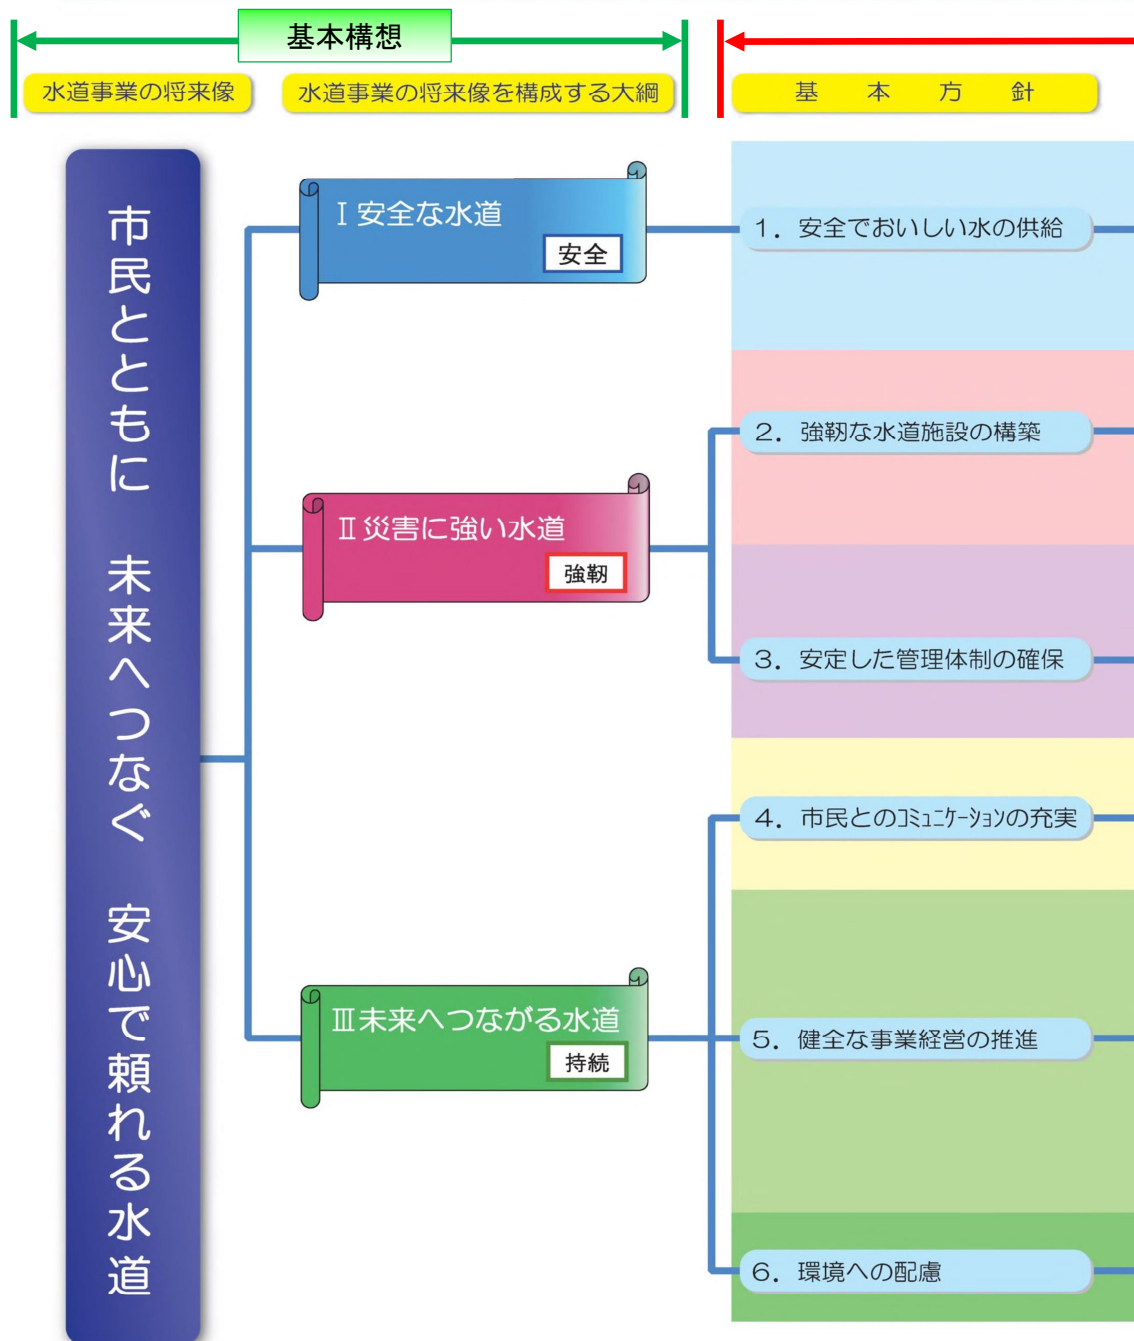 基本構想
水道事業の将来像
水道事業の将来像を構成する大綱
基本方針
市民とともに　未来へつなぐ　安心で頼れる水道
Ⅰ安全な水道
安全
1．安全でおいしい水の供給
2．強靭な水道施設の構築
Ⅱ災害に強い水道
強靭
3．安定した管理体制の確保
4．市民とのｺﾐｭﾆｹｰｼｮﾝの充実
Ⅲ未来へつながる水道
持続
5．健全な事業経営の推進
6．環境への配慮